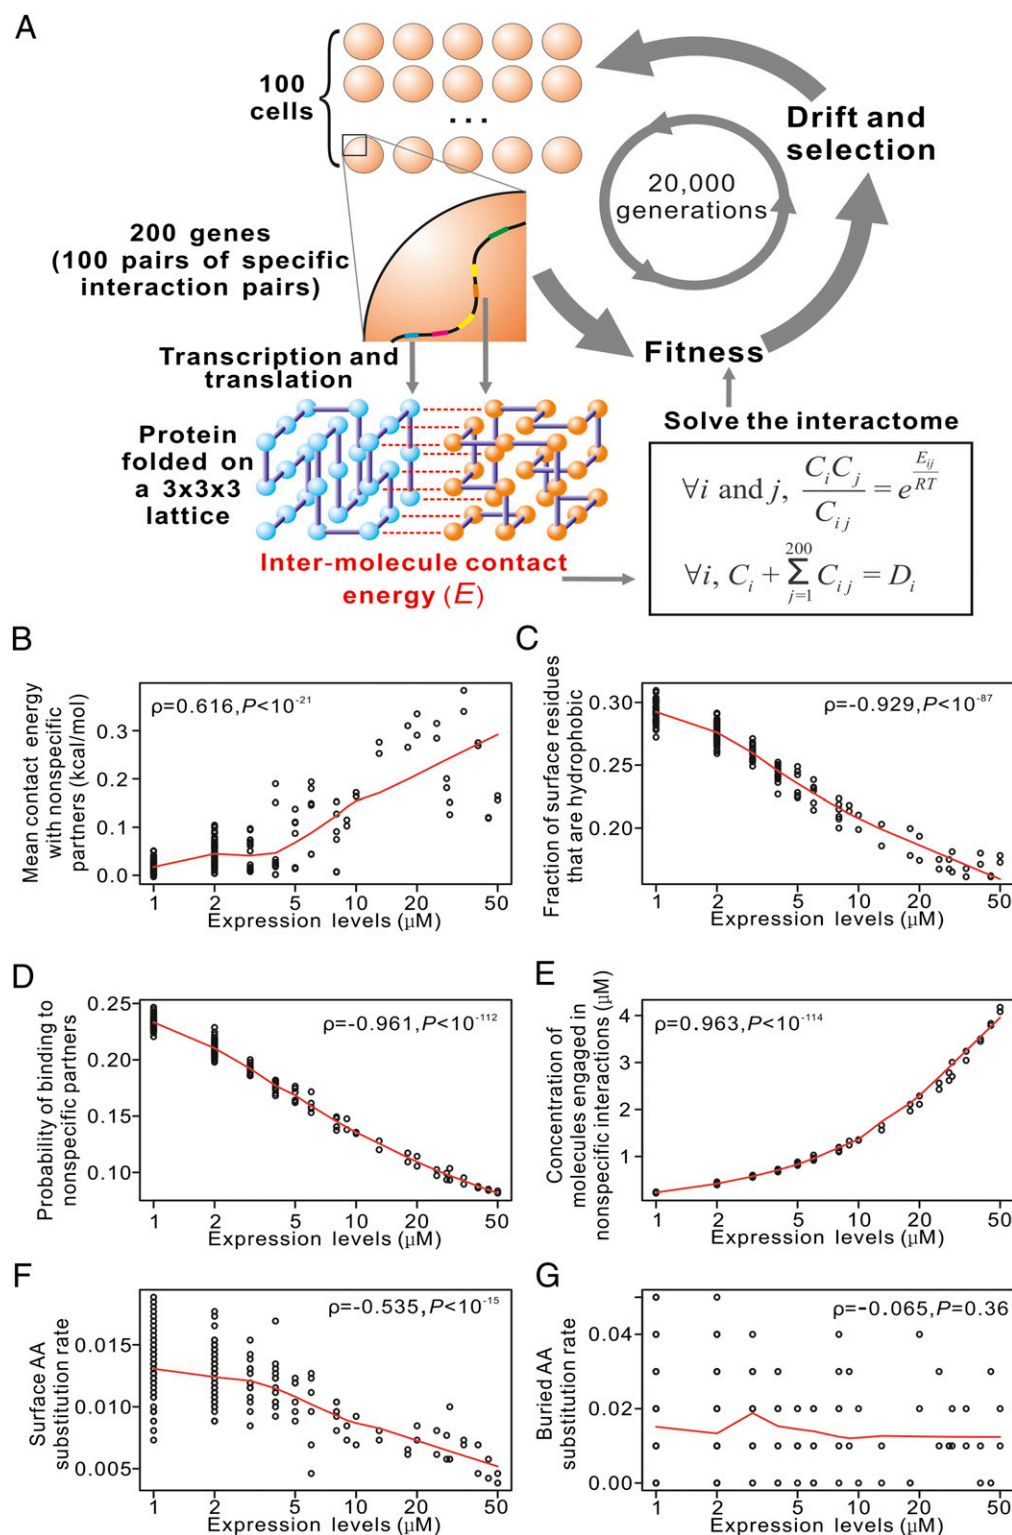 A
100
cells
...
Drift and
selection
20,000
generations
200 genes
(100 pairs of specific
interaction pairs)
Transcription and
translation
Fitness
Solve the interactome
Protein
folded on
a 3x3x3
lattice
∀i and j, C_i C_j / C_ij = e^(E_ij / RT)
∀i, C_i + Σ_{j=1}^{200} C_ij = D_i
Inter-molecule contact
energy (E)
B
Mean contact energy
with nonspecific
partners (kcal/mol)
ρ=0.616,P<10^-21
0.3
0.2
0.1
0.0
1 2 5 10 20 50
Expression levels (μM)
C
Fraction of surface residues
that are hydrophobic
ρ=-0.929,P<10^-87
0.30
0.25
0.20
1 2 5 10 20 50
Expression levels (μM)
D
Probability of binding to
nonspecific partners
ρ=-0.961,P<10^-112
0.25
0.20
0.15
0.10
1 2 5 10 20 50
Expression levels (μM)
E
Concentration of
molecules engaged in
nonspecific interactions (μM)
ρ=0.963,P<10^-114
4
3
2
1
1 2 5 10 20 50
Expression levels (μM)
F
Surface AA
substitution rate
ρ=-0.535,P<10^-15
0.015
0.010
0.005
1 2 5 10 20 50
Expression levels (μM)
G
Buried AA
substitution rate
ρ=-0.065,P=0.36
0.04
0.02
0.00
1 2 5 10 20 50
Expression levels (μM)